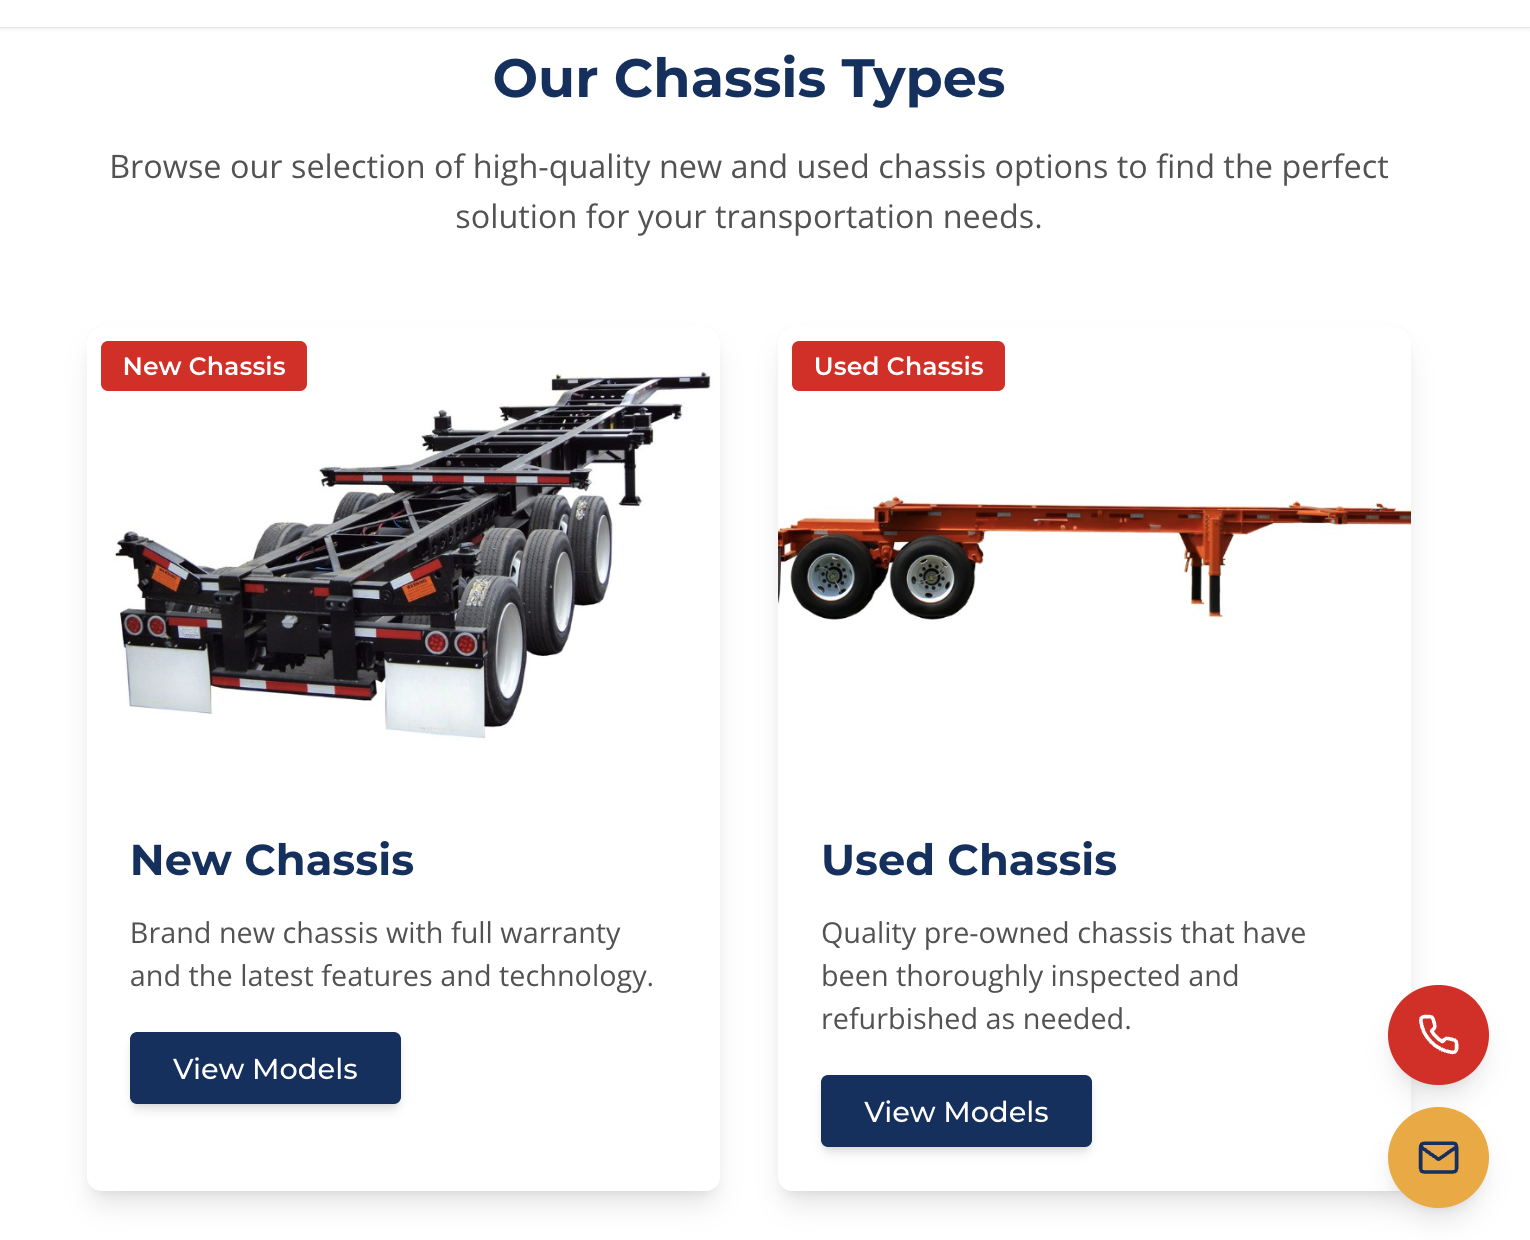 Our Chassis Types
Browse our selection of high-quality new and used chassis options to find the perfect
solution for your transportation needs.
New Chassis
New Chassis
Brand new chassis with full warranty
and the latest features and technology.
View Models
Used Chassis
Used Chassis
Quality pre-owned chassis that have
been thoroughly inspected and
refurbished as needed.
View Models